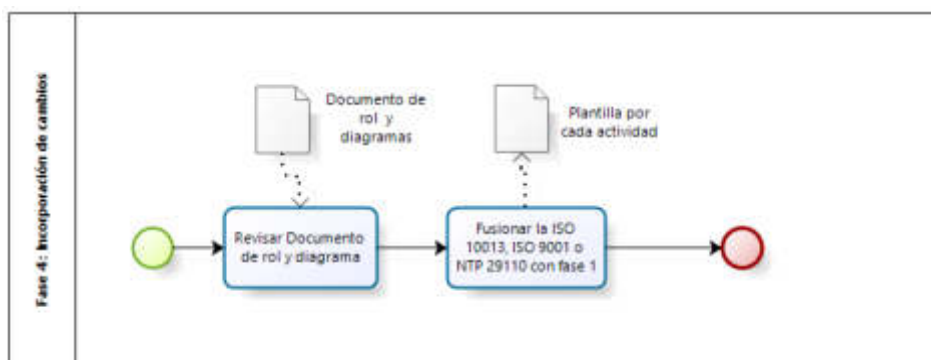 Fase 4: Incorporación de cambios
Documento de
rol y
diagramas
Plantilla por
cada actividad
Revisar Documento
de rol y diagrama
Fusionar la ISO
10013, ISO 9001 o
NTP 29110 con fase 1